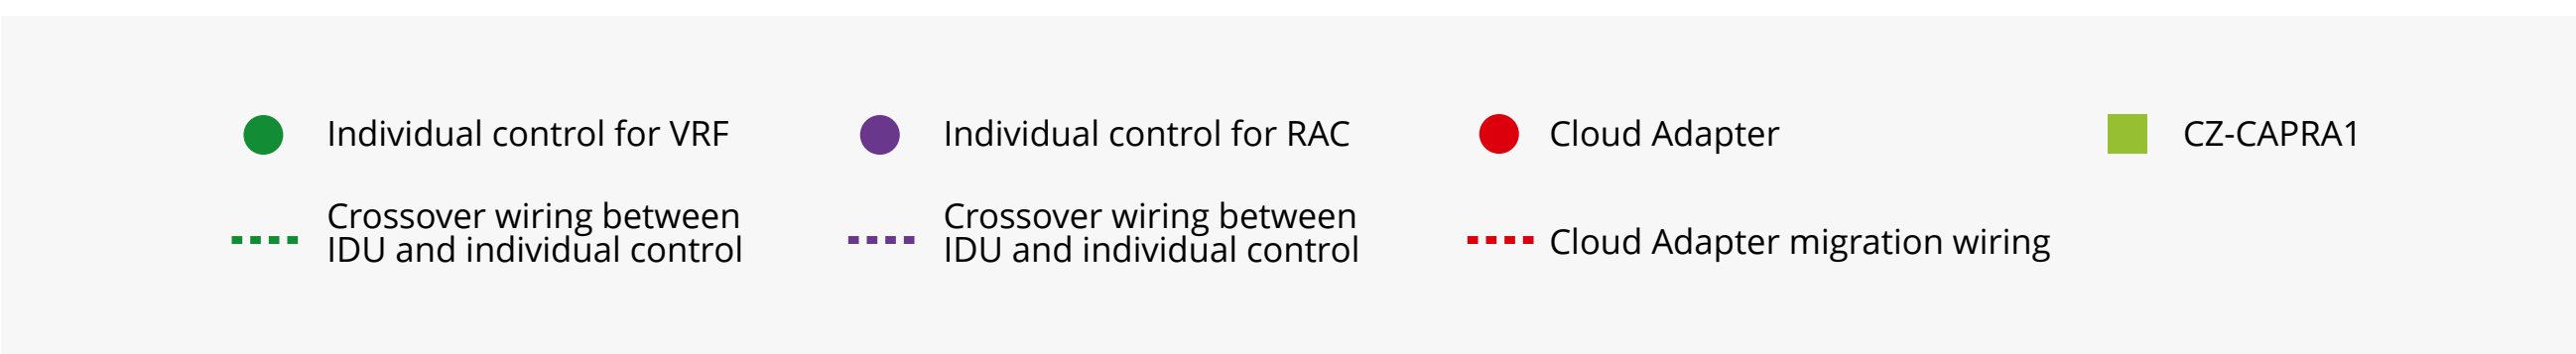 Individual control for VRF
Individual control for RAC
Cloud Adapter
CZ-CAPRA1
Crossover wiring between
IDU and individual control
Crossover wiring between
IDU and individual control
Cloud Adapter migration wiring